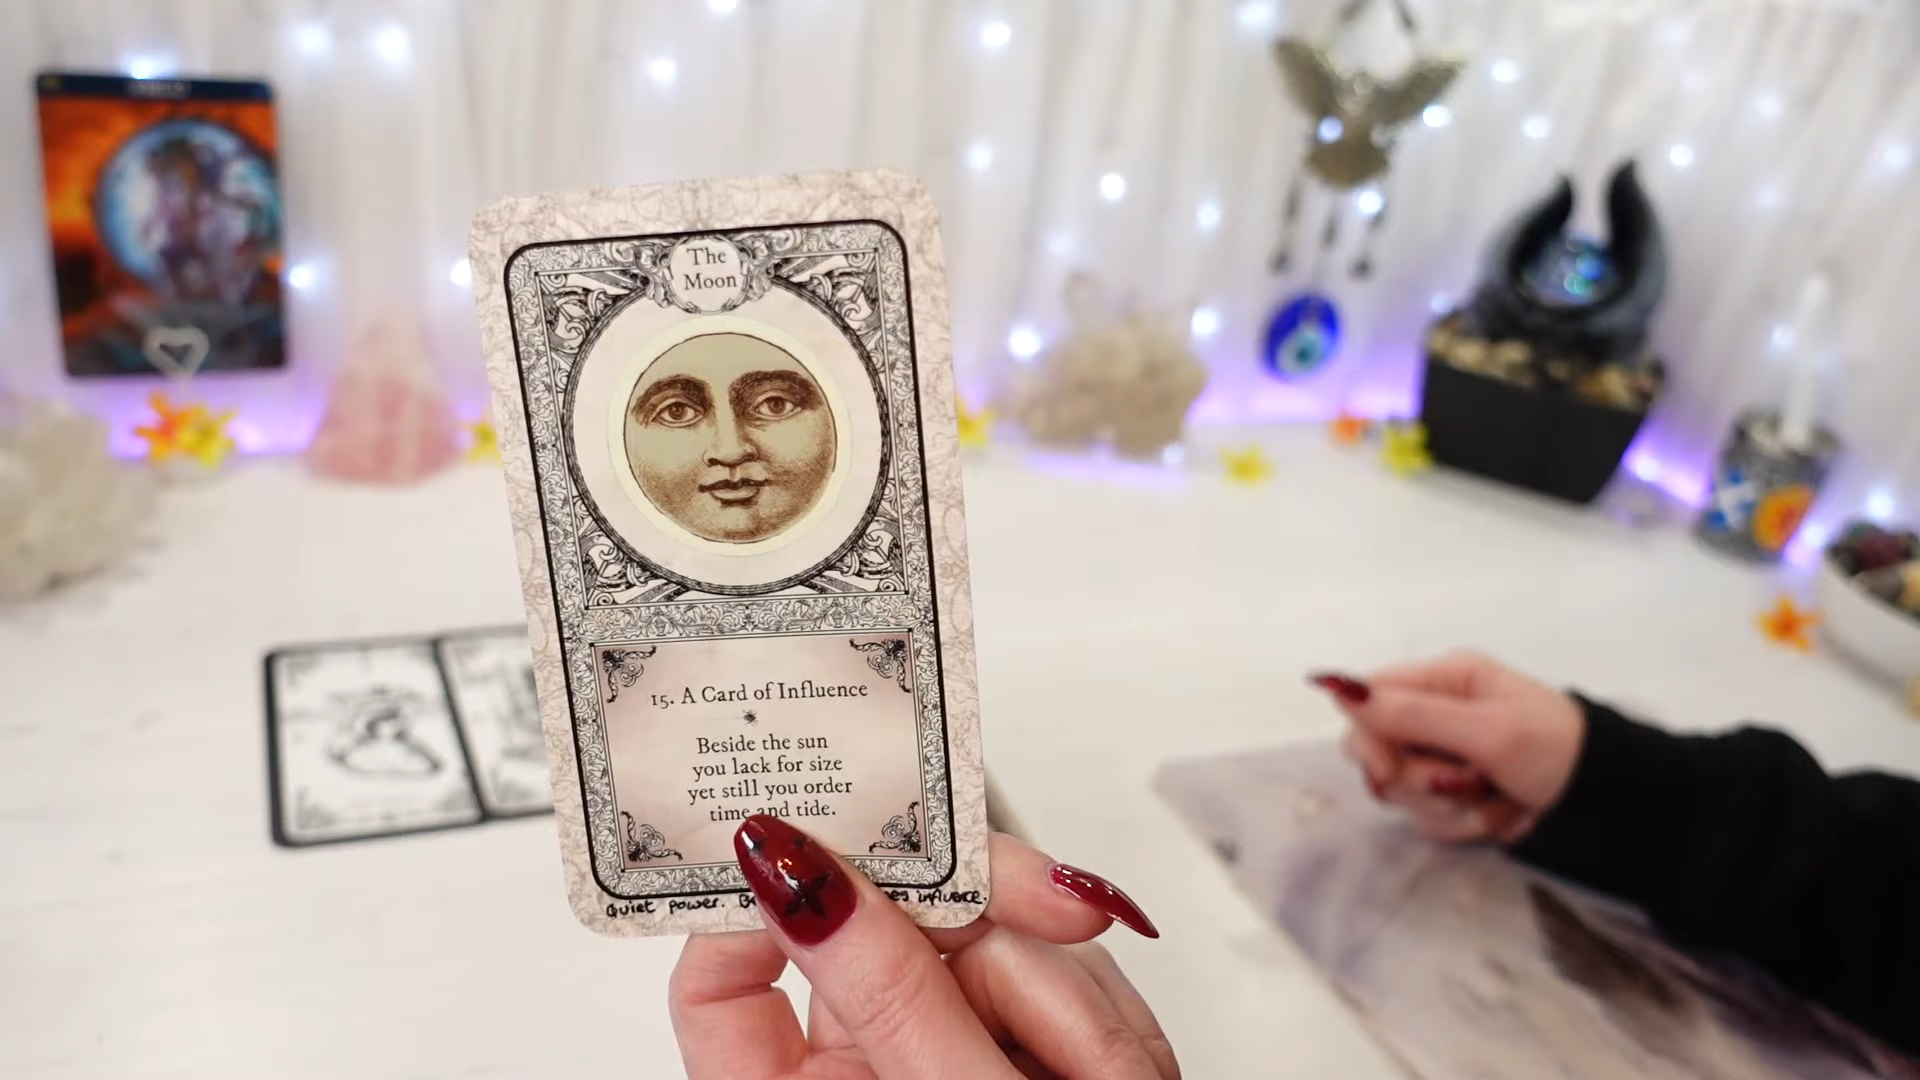 The
Moon
15. A Card of Influence
Beside the sun
you lack for size
yet still you order
time and tide.
Quiet power. influence.